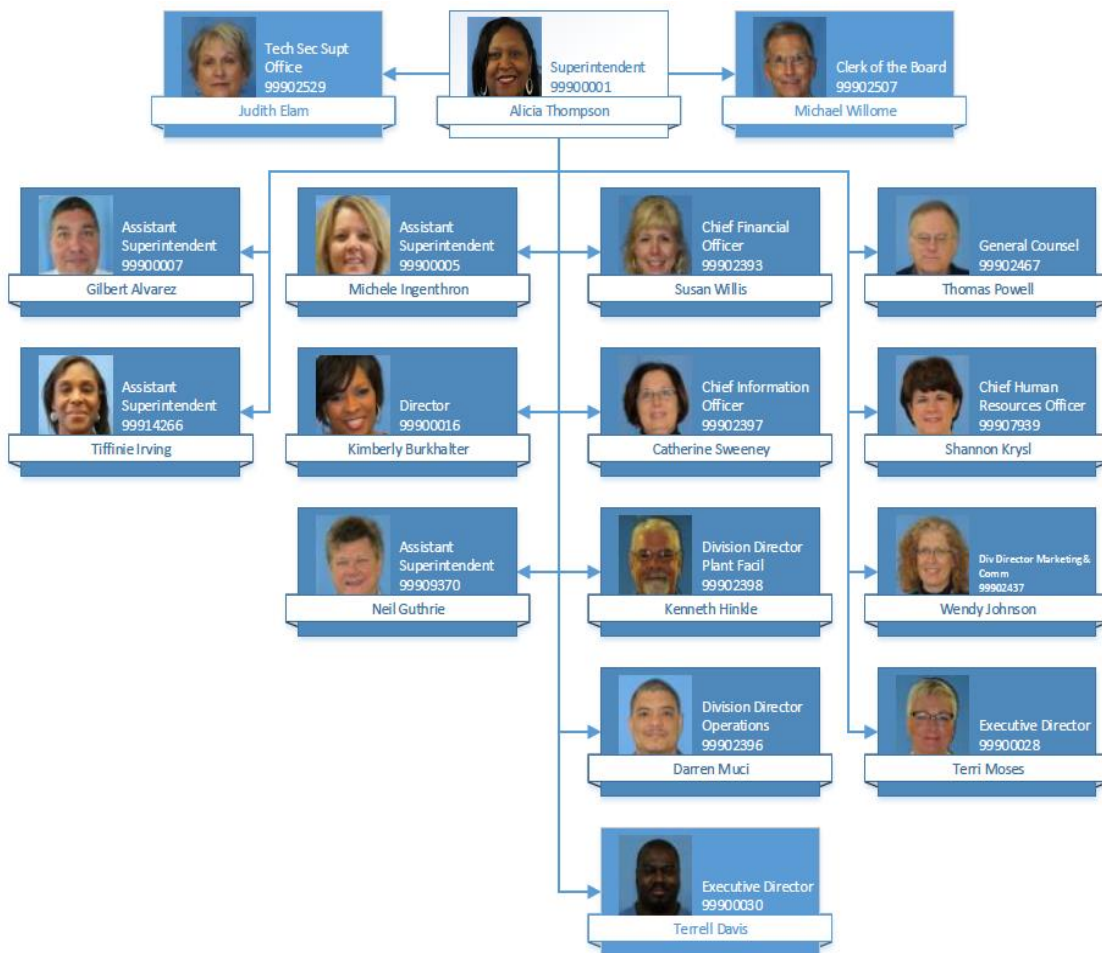 Tech Sec Supt
Office
99902529
Judith Elam
Superintendent
99900001
Alicia Thompson
Clerk of the Board
99902507
Michael Willome
Assistant
Superintendent
99900007
Gilbert Alvarez
Assistant
Superintendent
99900005
Michele Ingenthron
Chief Financial
Officer
99902393
Susan Willis
General Counsel
99902467
Thomas Powell
Assistant
Superintendent
99914266
Tiffinie Irving
Director
99900016
Kimberly Burkhalter
Chief Information
Officer
99902397
Catherine Sweeney
Chief Human
Resources Officer
99907939
Shannon Krysl
Assistant
Superintendent
99909370
Neil Guthrie
Division Director
Plant Facil
99902398
Kenneth Hinkle
Div Director Marketing &
Comm
99902437
Wendy Johnson
Division Director
Operations
99902396
Darren Muci
Executive Director
99900028
Terri Moses
Executive Director
99900030
Terrell Davis